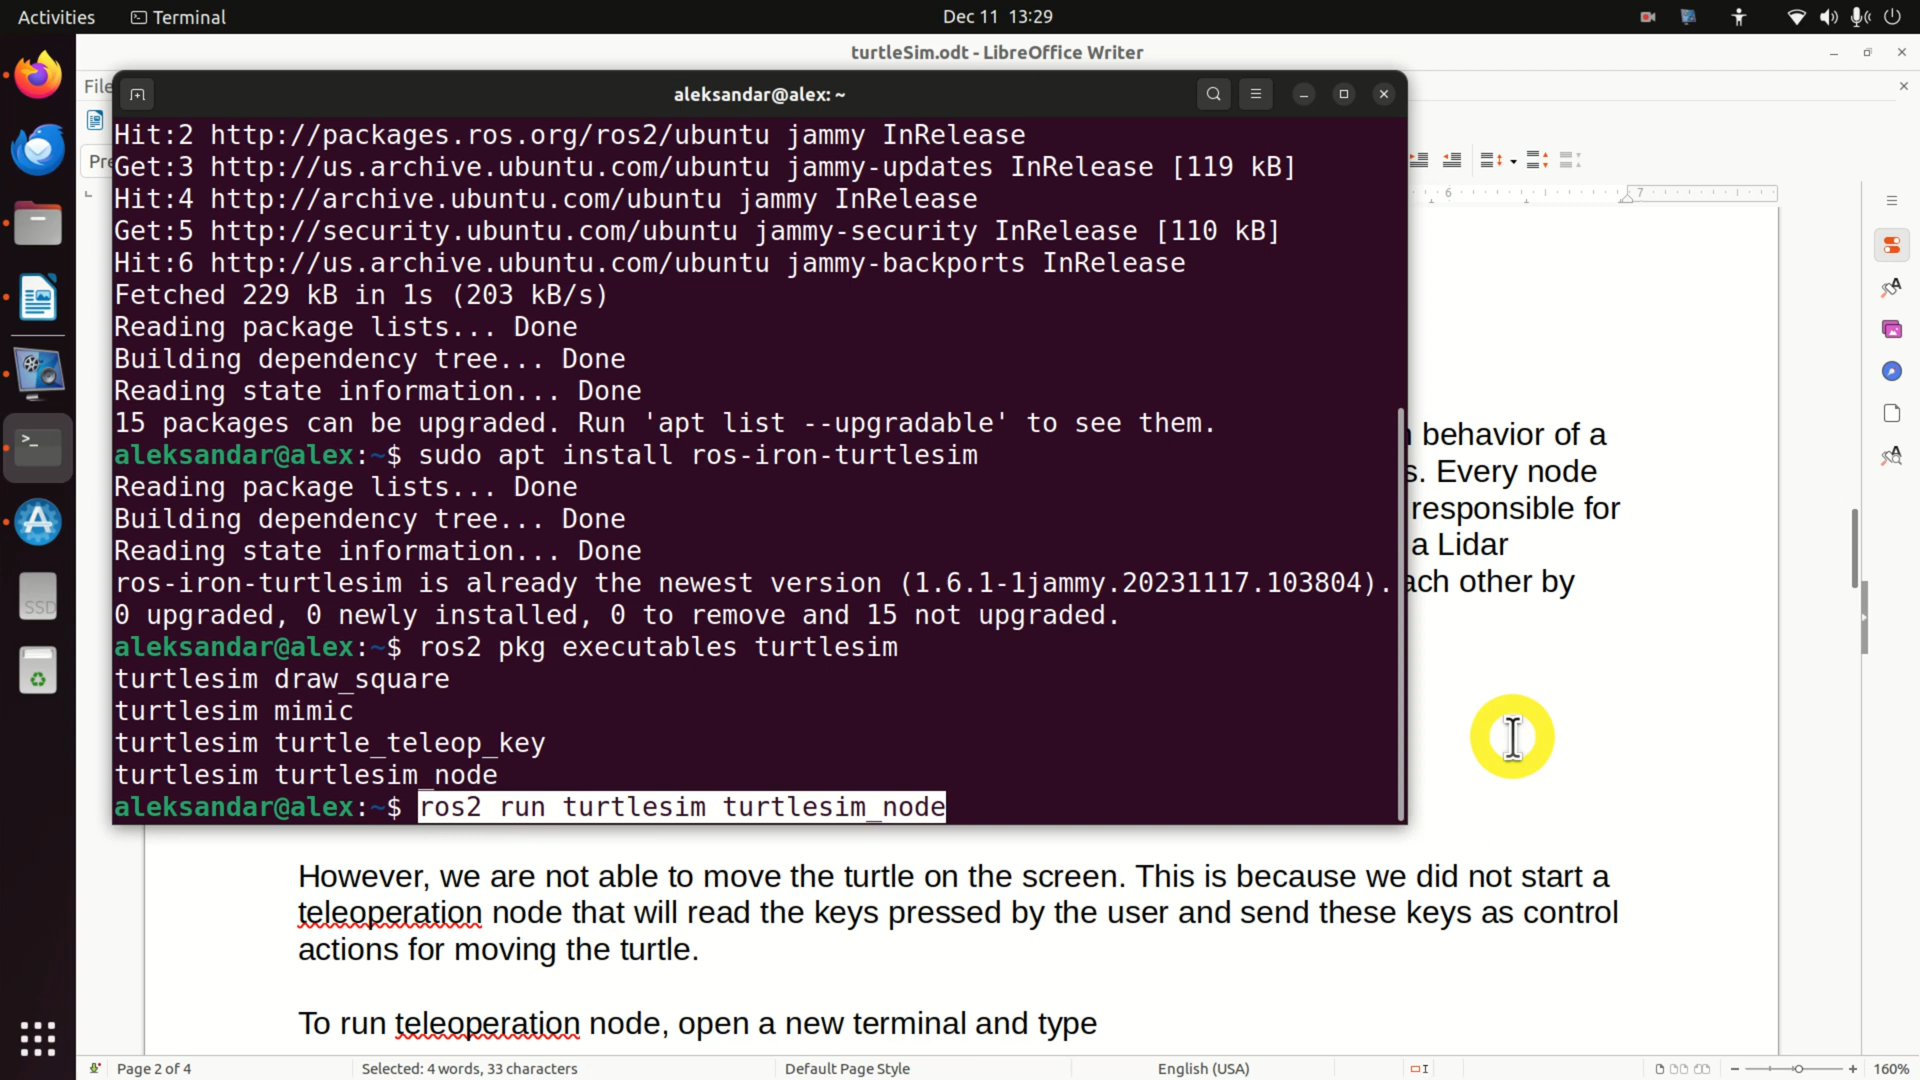 Activities
Terminal
Dec 11 13:29
turtleSim.odt - LibreOffice Writer
File
aleksandar@alex: ~
Pre
6
7
Hit:2 http://packages.ros.org/ros2/ubuntu jammy InRelease
Get:3 http://us.archive.ubuntu.com/ubuntu jammy-updates InRelease [119 kB]
Hit:4 http://archive.ubuntu.com/ubuntu jammy InRelease
Get:5 http://security.ubuntu.com/ubuntu jammy-security InRelease [110 kB]
Hit:6 http://us.archive.ubuntu.com/ubuntu jammy-backports InRelease
Fetched 229 kB in 1s (203 kB/s)
Reading package lists... Done
Building dependency tree... Done
Reading state information... Done
15 packages can be upgraded. Run 'apt list --upgradable' to see them.
aleksandar@alex:~$ sudo apt install ros-iron-turtlesim
Reading package lists... Done
Building dependency tree... Done
Reading state information... Done
ros-iron-turtlesim is already the newest version (1.6.1-1jammy.20231117.103804).
0 upgraded, 0 newly installed, 0 to remove and 15 not upgraded.
aleksandar@alex:~$ ros2 pkg executables turtlesim
turtlesim draw_square
turtlesim mimic
turtlesim turtle_teleop_key
turtlesim turtlesim_node
aleksandar@alex:~$ ros2 run turtlesim turtlesim_node
behavior of a
s. Every node
responsible for
a Lidar
ach other by
SSD
However, we are not able to move the turtle on the screen. This is because we did not start a
teleoperation node that will read the keys pressed by the user and send these keys as control
actions for moving the turtle.
To run teleoperation node, open a new terminal and type
Page 2 of 4
Selected: 4 words, 33 characters
Default Page Style
English (USA)
160%